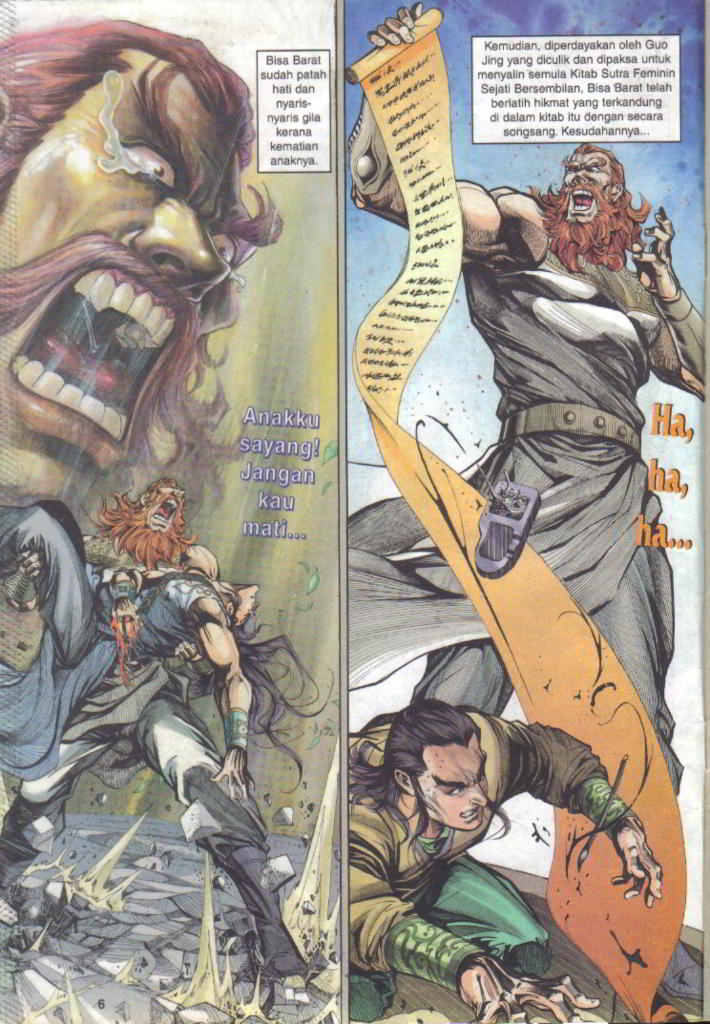 Bisa Barat
sudah patah
hati dan
nyaris-
nyaris gila
kerana
kematian
anaknya.
Anakku
sayang!
Jangan
kau
mati...
6
Kemudian, diperdayakan oleh Guo
Jing yang diculik dan dipaksa untuk
menyalin semula Kitab Sutra Feminin
Sejati Bersembilan, Bisa Barat telah
berlatih hikmat yang terkandung
di dalam kitab itu dengan secara
songsang. Kesudahannya...
Ha,
ha,
ha...